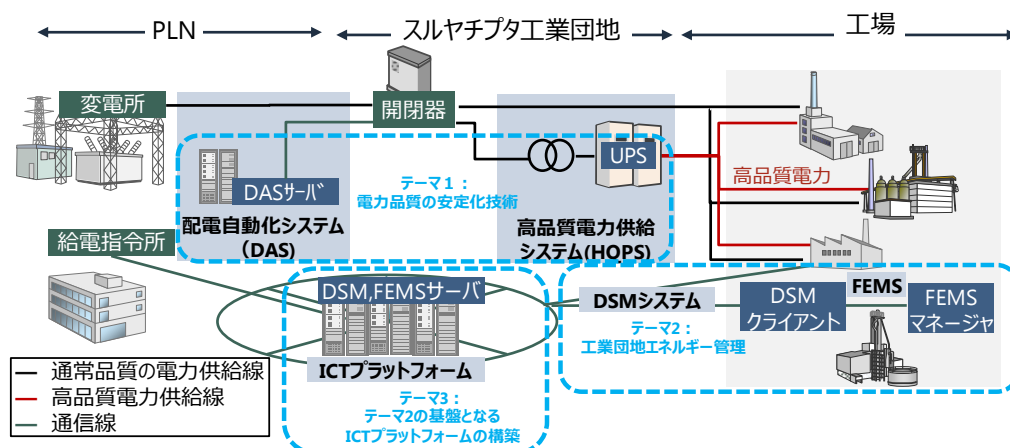 PLN
スルヤチプタ工業団地
工場
変電所
開閉器
UPS
高品質電力
DASサーバ
テーマ１：
電力品質の安定化技術
配電自動化システム
（DAS)
高品質電力供給
システム(HOPS)
給電指令所
DSM,FEMSサーバ
ICTプラットフォーム
テーマ3：
テーマ2の基盤となる
ICTプラットフォームの構築
DSMシステム
テーマ2：
工業団地エネルギー管理
DSM
クライアント
FEMS
FEMS
マネージャ
通常品質の電力供給線
高品質電力供給線
通信線